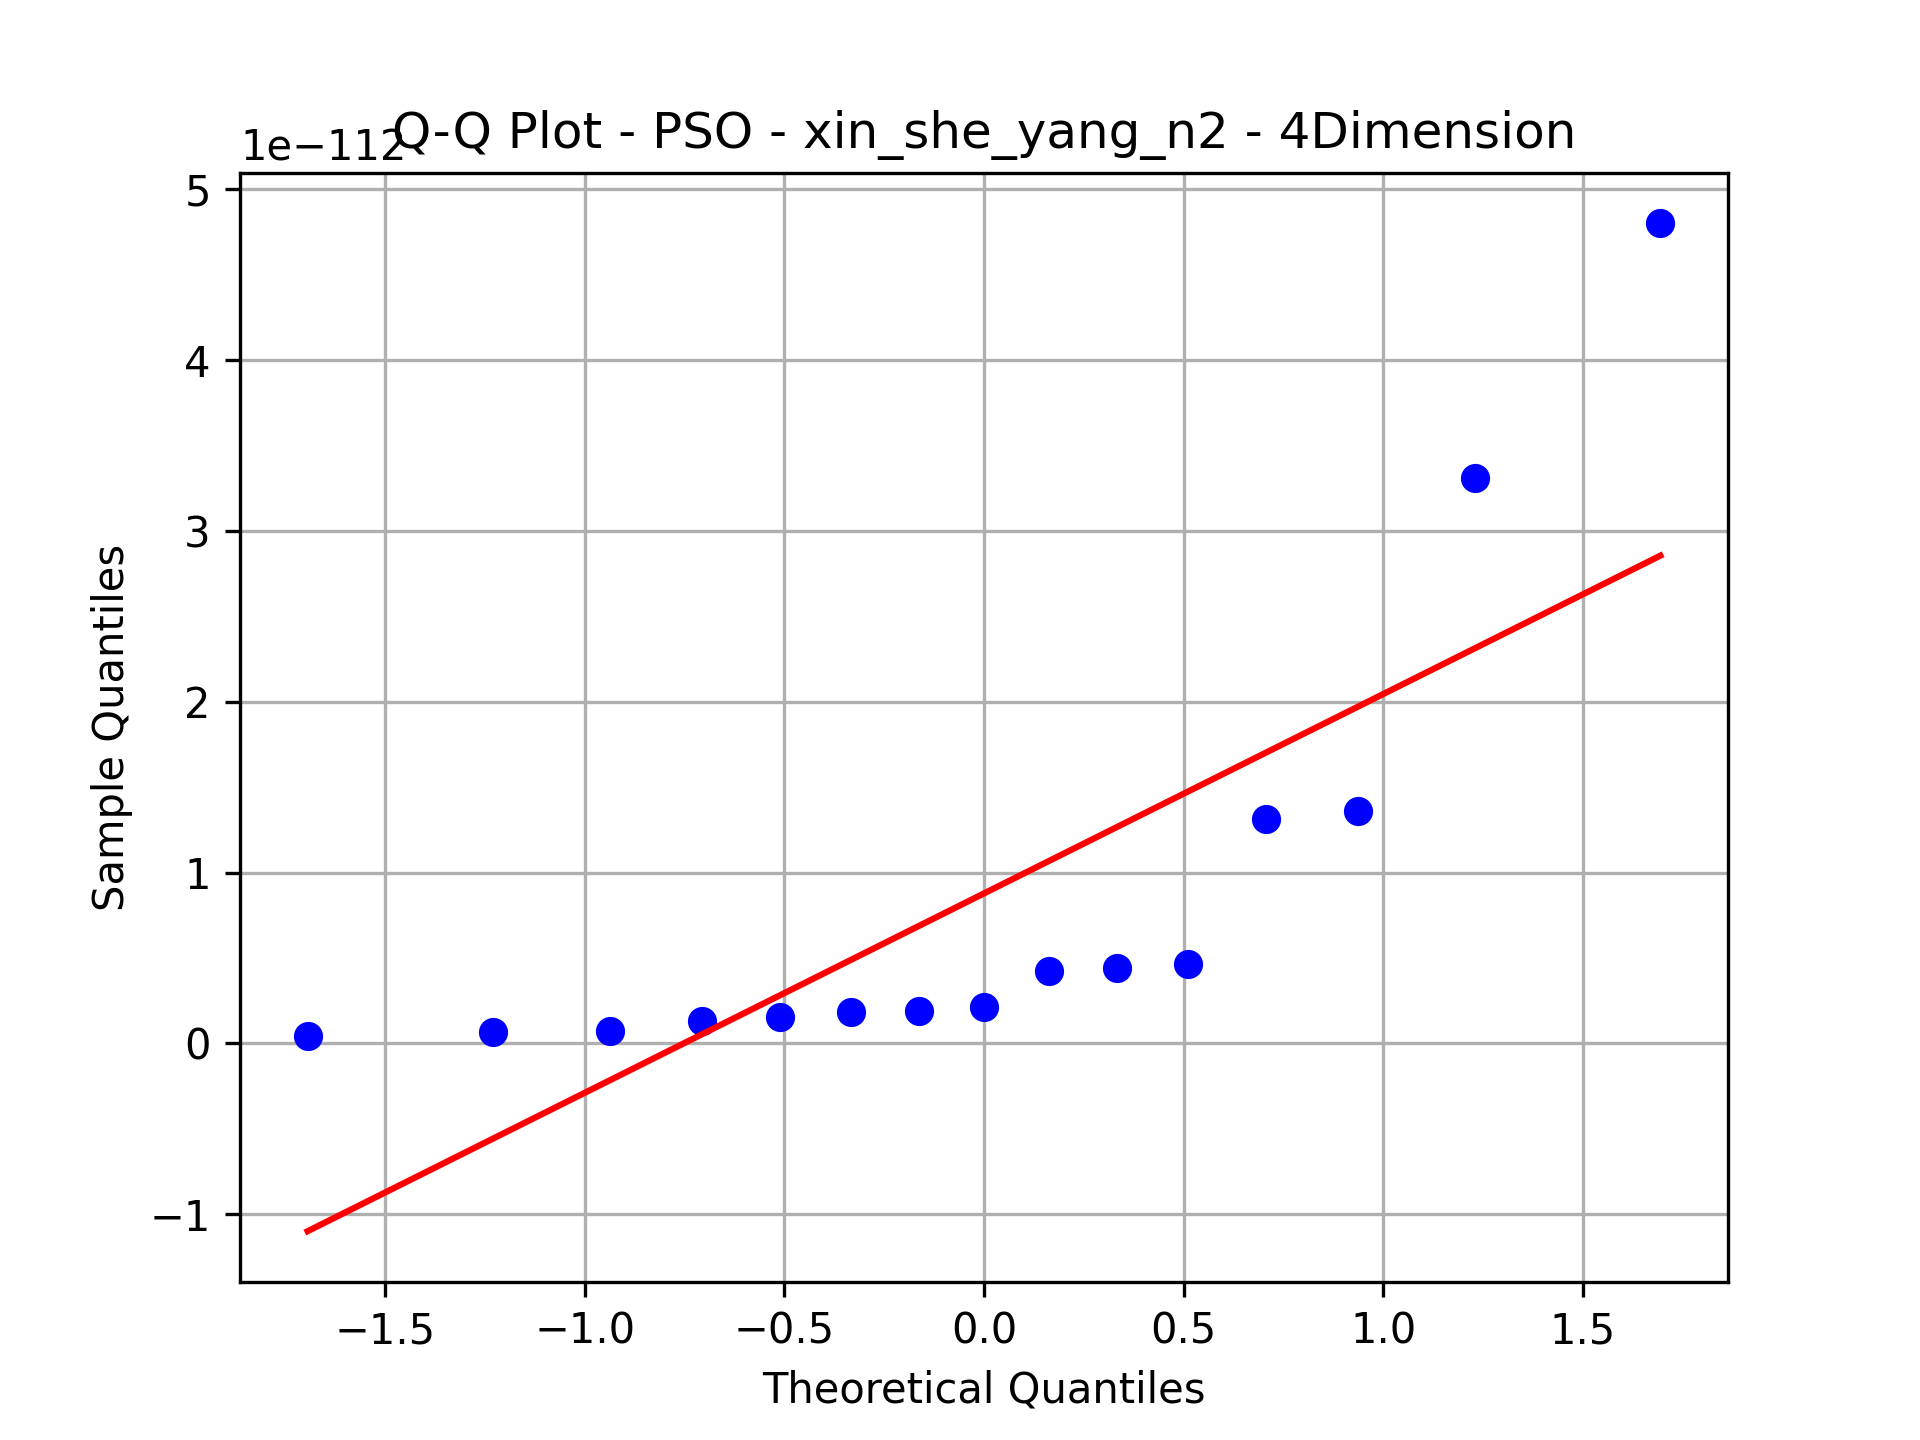 Q-Q Plot - PSO - xin_she_yang_n2 - 4Dimension
1e−112
5
4
3
2
1
0
−1
Sample Quantiles
−1.5 −1.0 −0.5 0.0 0.5 1.0 1.5
Theoretical Quantiles